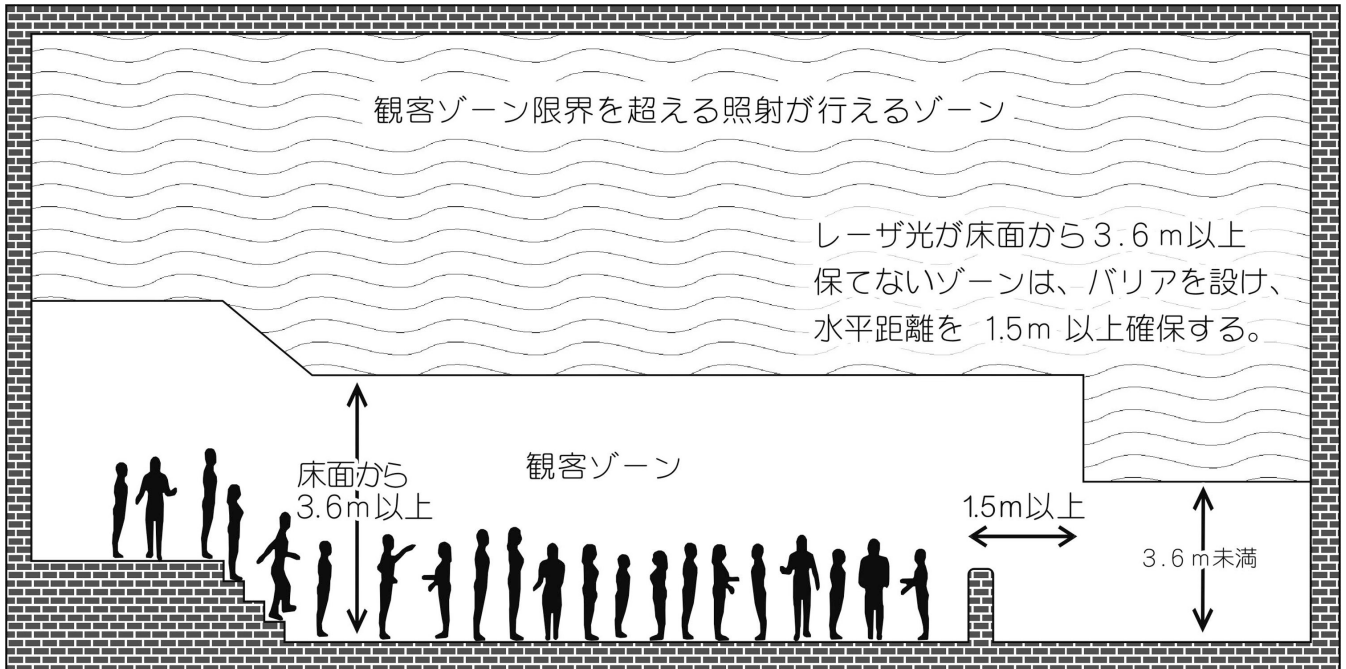 観客ゾーン限界を超える照射が行えるゾーン
レーザ光が床面から3.6m以上
保てないゾーンは、バリアを設け、
水平距離を 1.5m 以上確保する。
床面から
3.6m以上
観客ゾーン
1.5m以上
3.6m未満